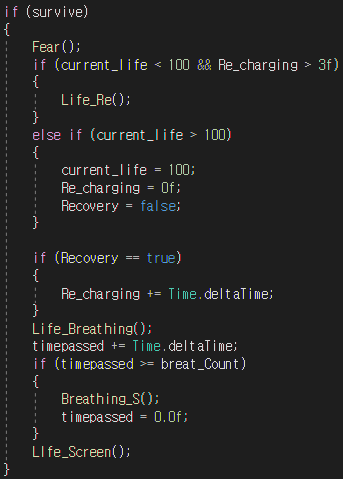 if (survive)
{
    Fear();
    if (current_life < 100 && Re_charging > 3f)
    {
        Life_Re();
    }
    else if (current_life > 100)
    {
        current_life = 100;
        Re_charging = 0f;
        Recovery = false;
    }

    if (Recovery == true)
    {
        Re_charging += Time.deltaTime;
    }
    Life_Breathing();
    timepassed += Time.deltaTime;
    if (timepassed >= breat_Count)
    {
        Breathing_S();
        timepassed = 0.0f;
    }
    LIfe_Screen();
}